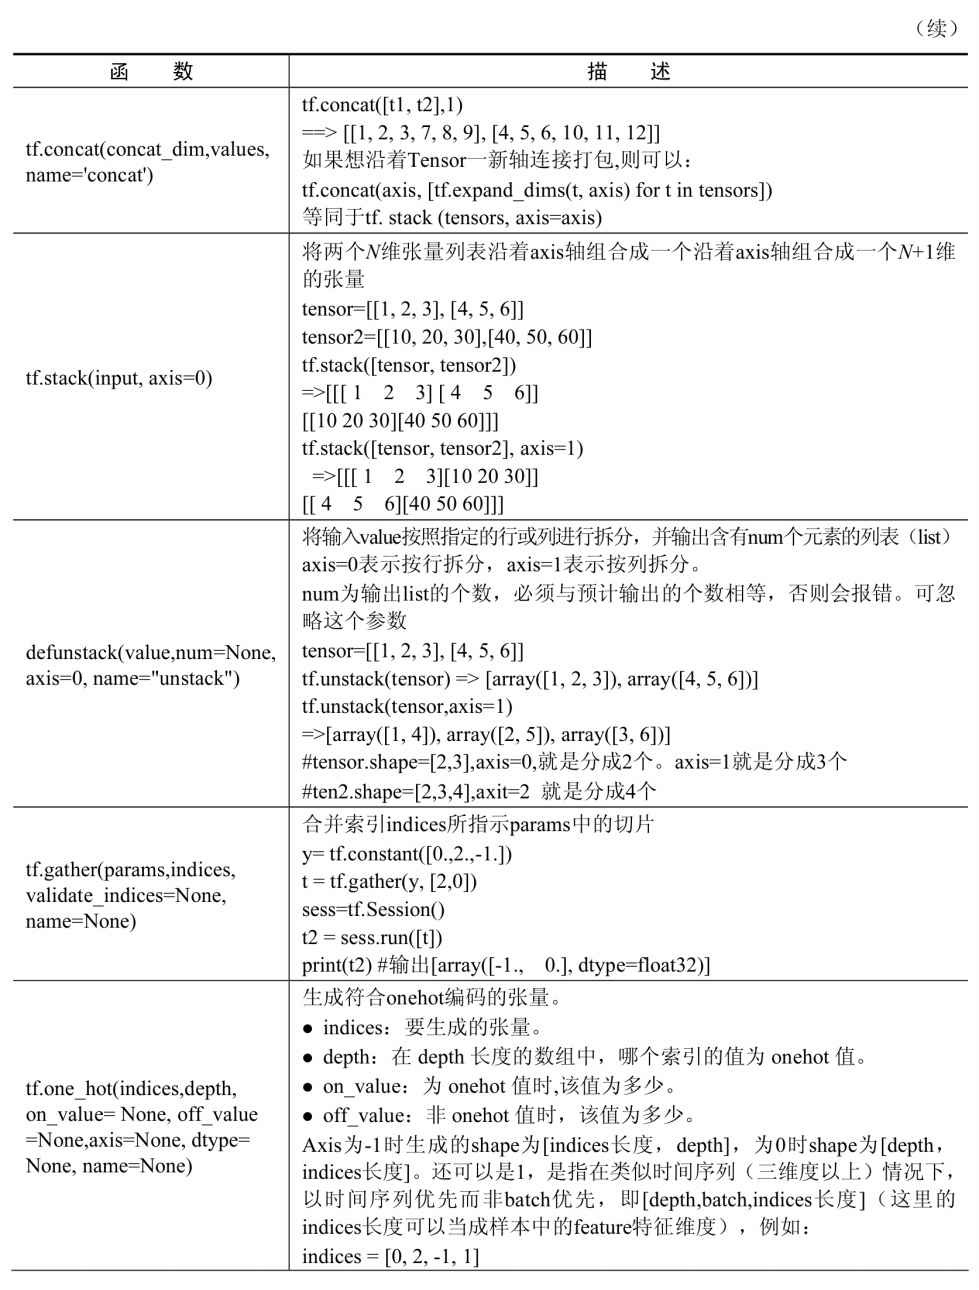 （续）
函 数
描 述
tf.concat(concat_dim,values,
name='concat')
tf.concat([t1, t2],1)
==> [[1, 2, 3, 7, 8, 9], [4, 5, 6, 10, 11, 12]]
如果想沿着Tensor一新轴连接打包,则可以：
tf.concat(axis, [tf.expand_dims(t, axis) for t in tensors])
等同于tf. stack (tensors, axis=axis)
tf.stack(input, axis=0)
将两个N维张量列表沿着axis轴组合成一个沿着axis轴组合成一个N+1维
的张量
tensor=[[1, 2, 3], [4, 5, 6]]
tensor2=[[10, 20, 30],[40, 50, 60]]
tf.stack([tensor, tensor2])
=>[[[ 1 2 3] [ 4 5 6]]
[[10 20 30][40 50 60]]]
tf.stack([tensor, tensor2], axis=1)
=>[[[ 1 2 3][10 20 30]]
[[ 4 5 6][40 50 60]]]
defunstack(value,num=None,
axis=0, name="unstack")
将输入value按照指定的行或列进行拆分，并输出含有num个元素的列表（list）
axis=0表示按行拆分，axis=1表示按列拆分。
num为输出list的个数，必须与预计输出的个数相等，否则会报错。可忽
略这个参数
tensor=[[1, 2, 3], [4, 5, 6]]
tf.unstack(tensor) => [array([1, 2, 3]), array([4, 5, 6])]
tf.unstack(tensor,axis=1)
=>[array([1, 4]), array([2, 5]), array([3, 6])]
#tensor.shape=[2,3],axis=0,就是分成2个。axis=1就是分成3个
#ten2.shape=[2,3,4],axit=2 就是分成4个
tf.gather(params,indices,
validate_indices=None,
name=None)
合并索引indices所指示params中的切片
y= tf.constant([0.,2.,-1.])
t = tf.gather(y, [2,0])
sess=tf.Session()
t2 = sess.run([t])
print(t2) #输出[array([-1., 0.], dtype=float32)]
tf.one_hot(indices,depth,
on_value= None, off_value
=None,axis=None, dtype=
None, name=None)
生成符合onehot编码的张量。
● indices：要生成的张量。
● depth：在 depth 长度的数组中，哪个索引的值为 onehot 值。
● on_value：为 onehot 值时,该值为多少。
● off_value：非 onehot 值时，该值为多少。
Axis为-1时生成的shape为[indices长度，depth]，为0时shape为[depth，
indices长度]。还可以是1，是指在类似时间序列（三维度以上）情况下，
以时间序列优先而非batch优先，即[depth,batch,indices长度]（这里的
indices长度可以当成样本中的feature特征维度），例如：
indices = [0, 2, -1, 1]